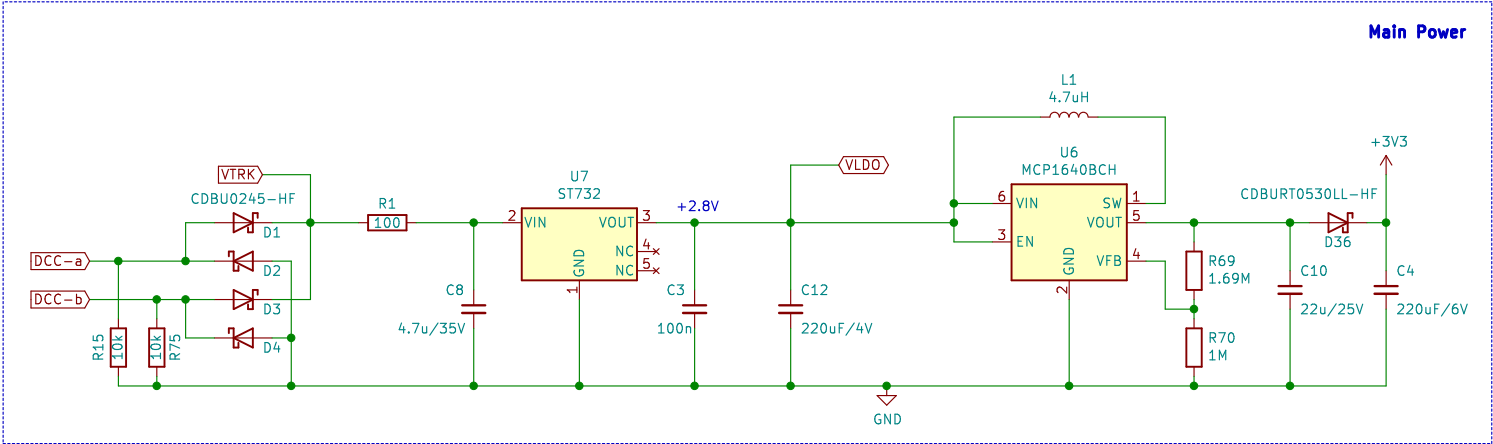 Main Power
L1
4.7uH
U6
MCP1640BCH
+3V3
VTRK
VLDO
CDBU0245-HF
D1
R1
100
U7
ST732
2
VIN
VOUT
3
NC
4
NC
5
GND
1
+2.8V
6
VIN
SW
1
VOUT
5
3
EN
VFB
4
GND
2
CDBURT0530LL-HF
D36
DCC-a
D2
DCC-b
D3
D4
R15
10k
10k
R75
C8
4.7u/35V
C3
100n
C12
220uF/4V
R69
1.69M
R70
1M
C10
22u/25V
C4
220uF/6V
GND